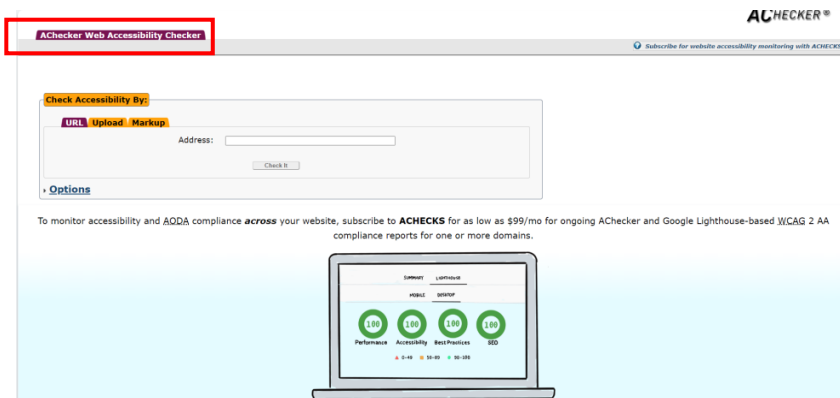 ACHECKER®
AChecker Web Accessibility Checker
Subscribe for website accessibility monitoring with ACHECKS
Check Accessibility By:
URL Upload Markup
Address:
Check It
Options
To monitor accessibility and AODA compliance across your website, subscribe to ACHECKS for as low as $99/mo for ongoing AChecker and Google Lighthouse-based WCAG 2 AA
compliance reports for one or more domains.
SUMMARY LIGHTHOUSE
MOBILE DESKTOP
100 100 100 100
Performance Accessibility Best Practices SEO
0-49 50-89 90-100